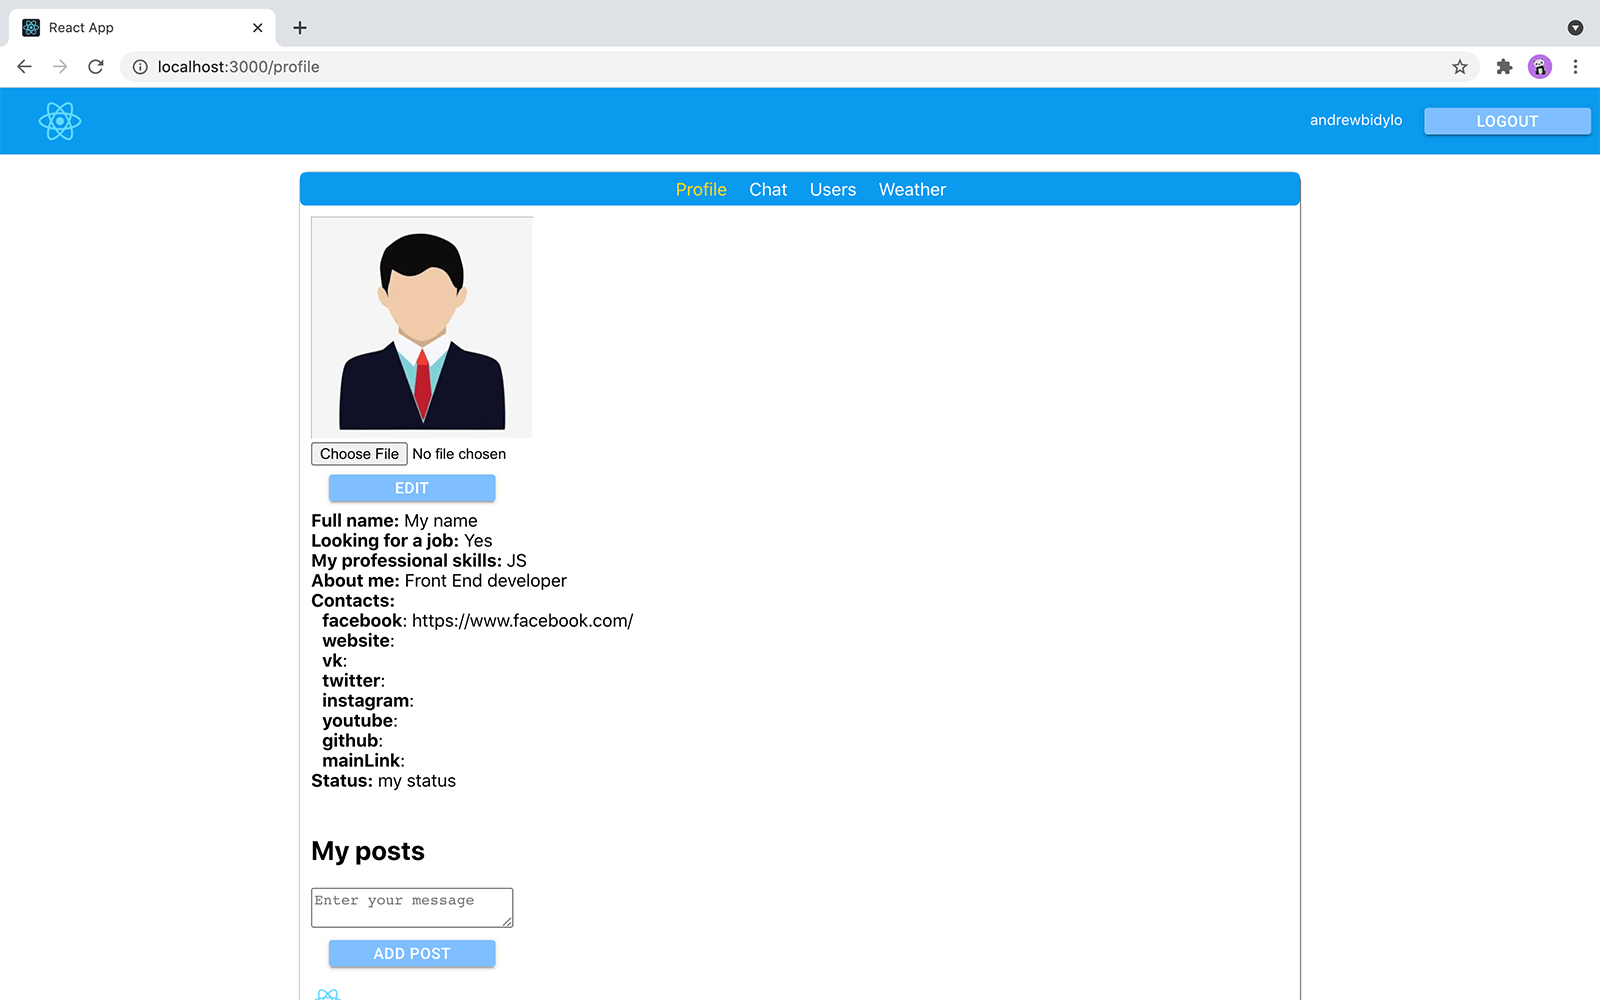 React App
localhost:3000/profile
andrewbidylo
LOGOUT
Profile Chat Users Weather
Choose File No file chosen
EDIT
Full name: My name
Looking for a job: Yes
My professional skills: JS
About me: Front End developer
Contacts:
facebook: https://www.facebook.com/
website:
vk:
twitter:
instagram:
youtube:
github:
mainLink:
Status: my status
My posts
Enter your message
ADD POST